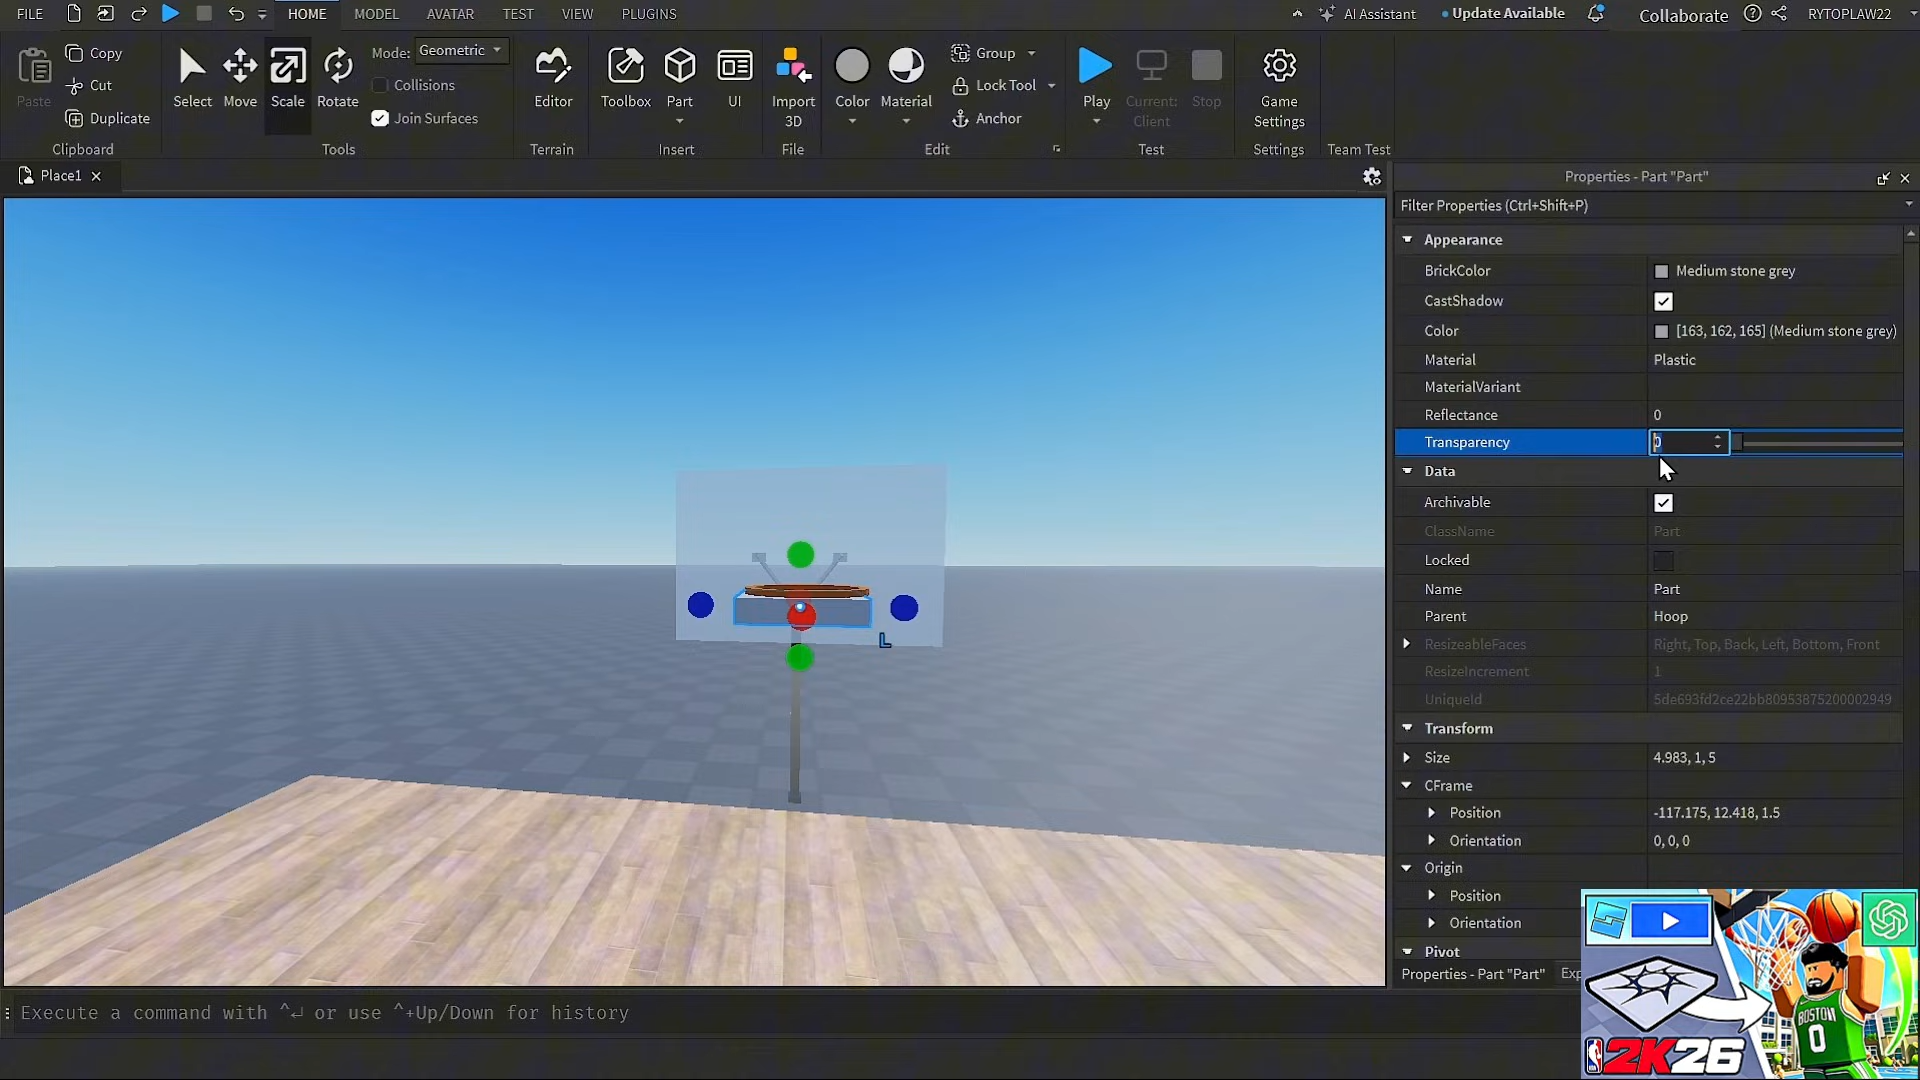 FILE HOME MODEL AVATAR TEST VIEW PLUGINS AI Assistant Update Available Collaborate RYTOPLAW22
Paste Copy Cut Duplicate
Clipboard
Select Move Scale Rotate
Mode: Geometric
Collisions
Join Surfaces
Tools
Editor
Terrain
Toolbox Part UI
Insert
Import 3D
File
Color Material
Group
Lock Tool
Anchor
Edit
Play Current: Client Stop
Test
Game Settings
Settings
Team Test
Place1
Properties - Part "Part"
Filter Properties (Ctrl+Shift+P)
Appearance
BrickColor Medium stone grey
CastShadow
Color [163, 162, 165] (Medium stone grey)
Material Plastic
MaterialVariant
Reflectance 0
Transparency 0
Data
Archivable
ClassName Part
Locked
Name Part
Parent Hoop
ResizeableFaces Right, Top, Back, Left, Bottom, Front
ResizeIncrement 1
UniqueId 5de693fd2ce22bb80953875200002949
Transform
Size 4.983, 1, 5
CFrame
Position -117.175, 12.418, 1.5
Orientation 0, 0, 0
Origin
Position
Orientation
Pivot
Properties - Part "Part" Exp
L
Execute a command with ^↵ or use ^+Up/Down for history
BOSTON
0
NBA 2K26